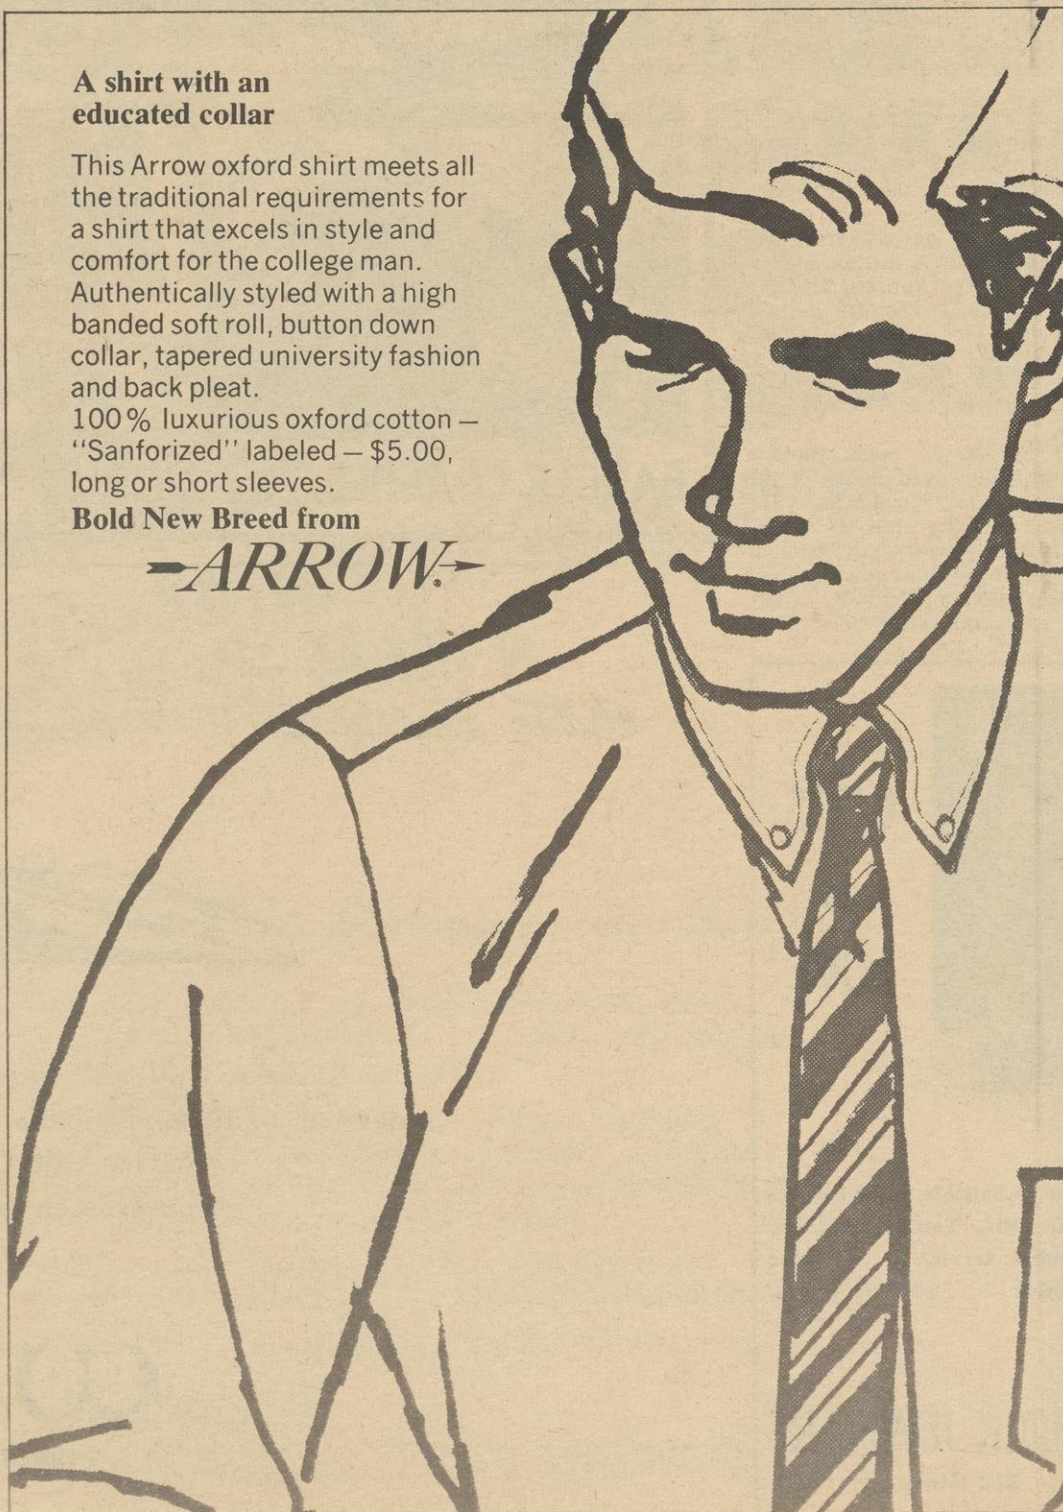 A shirt with an
educated collar
This Arrow oxford shirt meets all
the traditional requirements for
a shirt that excels in style and
comfort for the college man.
Authentically styled with a high
banded soft roll, button down
collar, tapered university fashion
and back pleat.
100% luxurious oxford cotton —
‘‘Sanforized’’ labeled — $5.00,
long or short sleeves.
Bold New Breed from
ARROW.